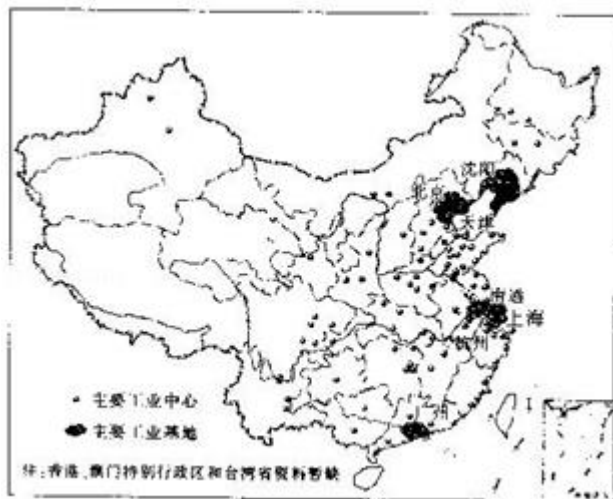 沈阳
北京
天津
南通
上海
杭州
广州
主要工业中心
主要工业基地
注:香港、澳门特别行政区和台湾省资料暂缺